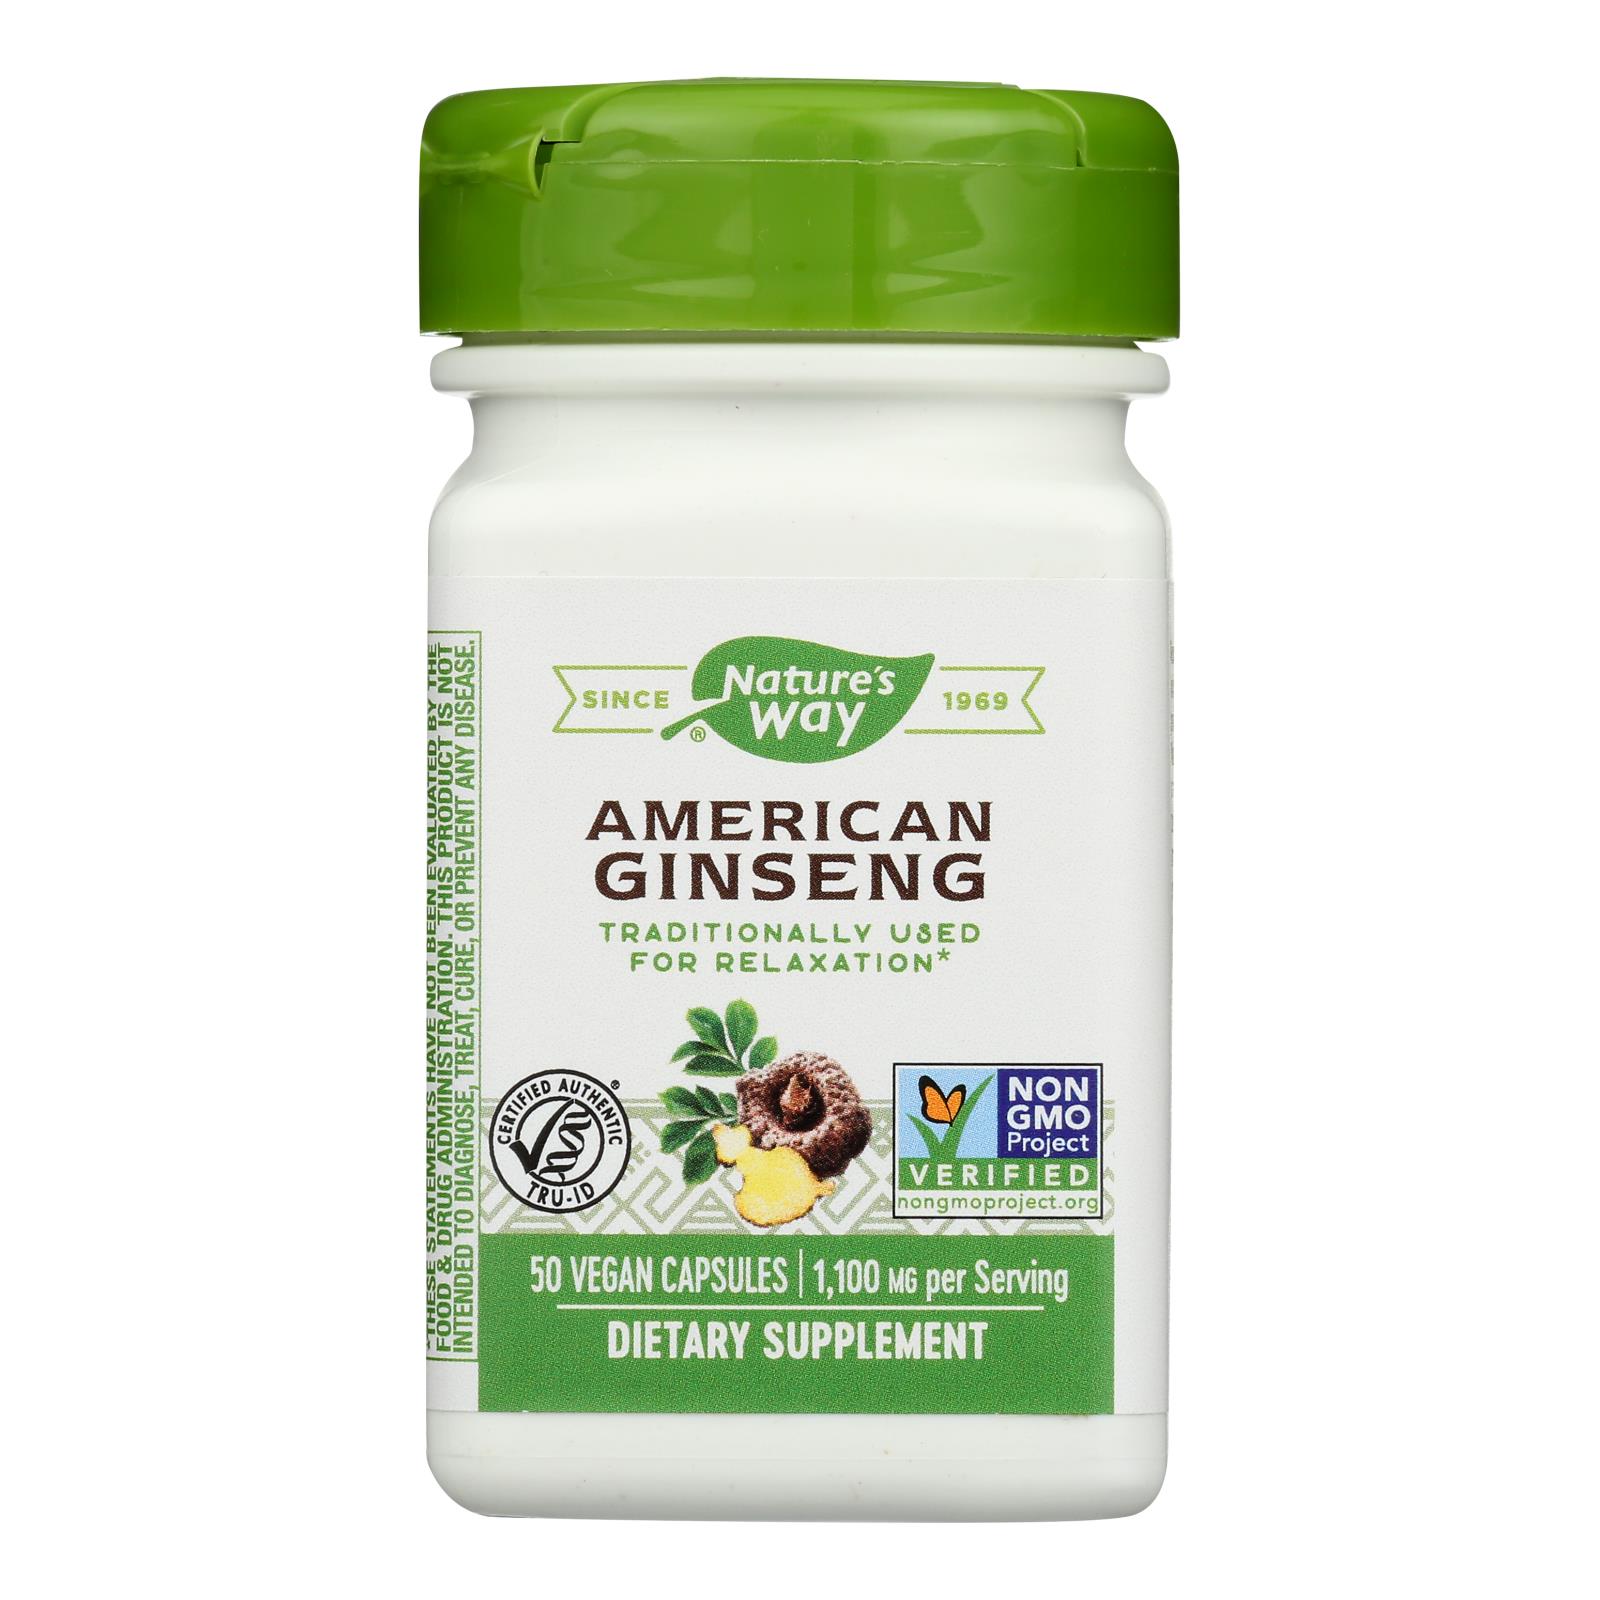 SINCE
Nature's
Way
®
1969
AMERICAN
GINSENG
TRADITIONALLY USED
FOR RELAXATION*
CERTIFIED AUTHENTIC®
TRU-ID
NON
GMO
Project
VERIFIED
nongmoproject.org
50 VEGAN CAPSULES | 1,100 MG per Serving
DIETARY SUPPLEMENT
*THESE STATEMENTS HAVE NOT BEEN EVALUATED BY THE
FOOD & DRUG ADMINISTRATION. THIS PRODUCT IS NOT
INTENDED TO DIAGNOSE, TREAT, CURE, OR PREVENT ANY DISEASE.